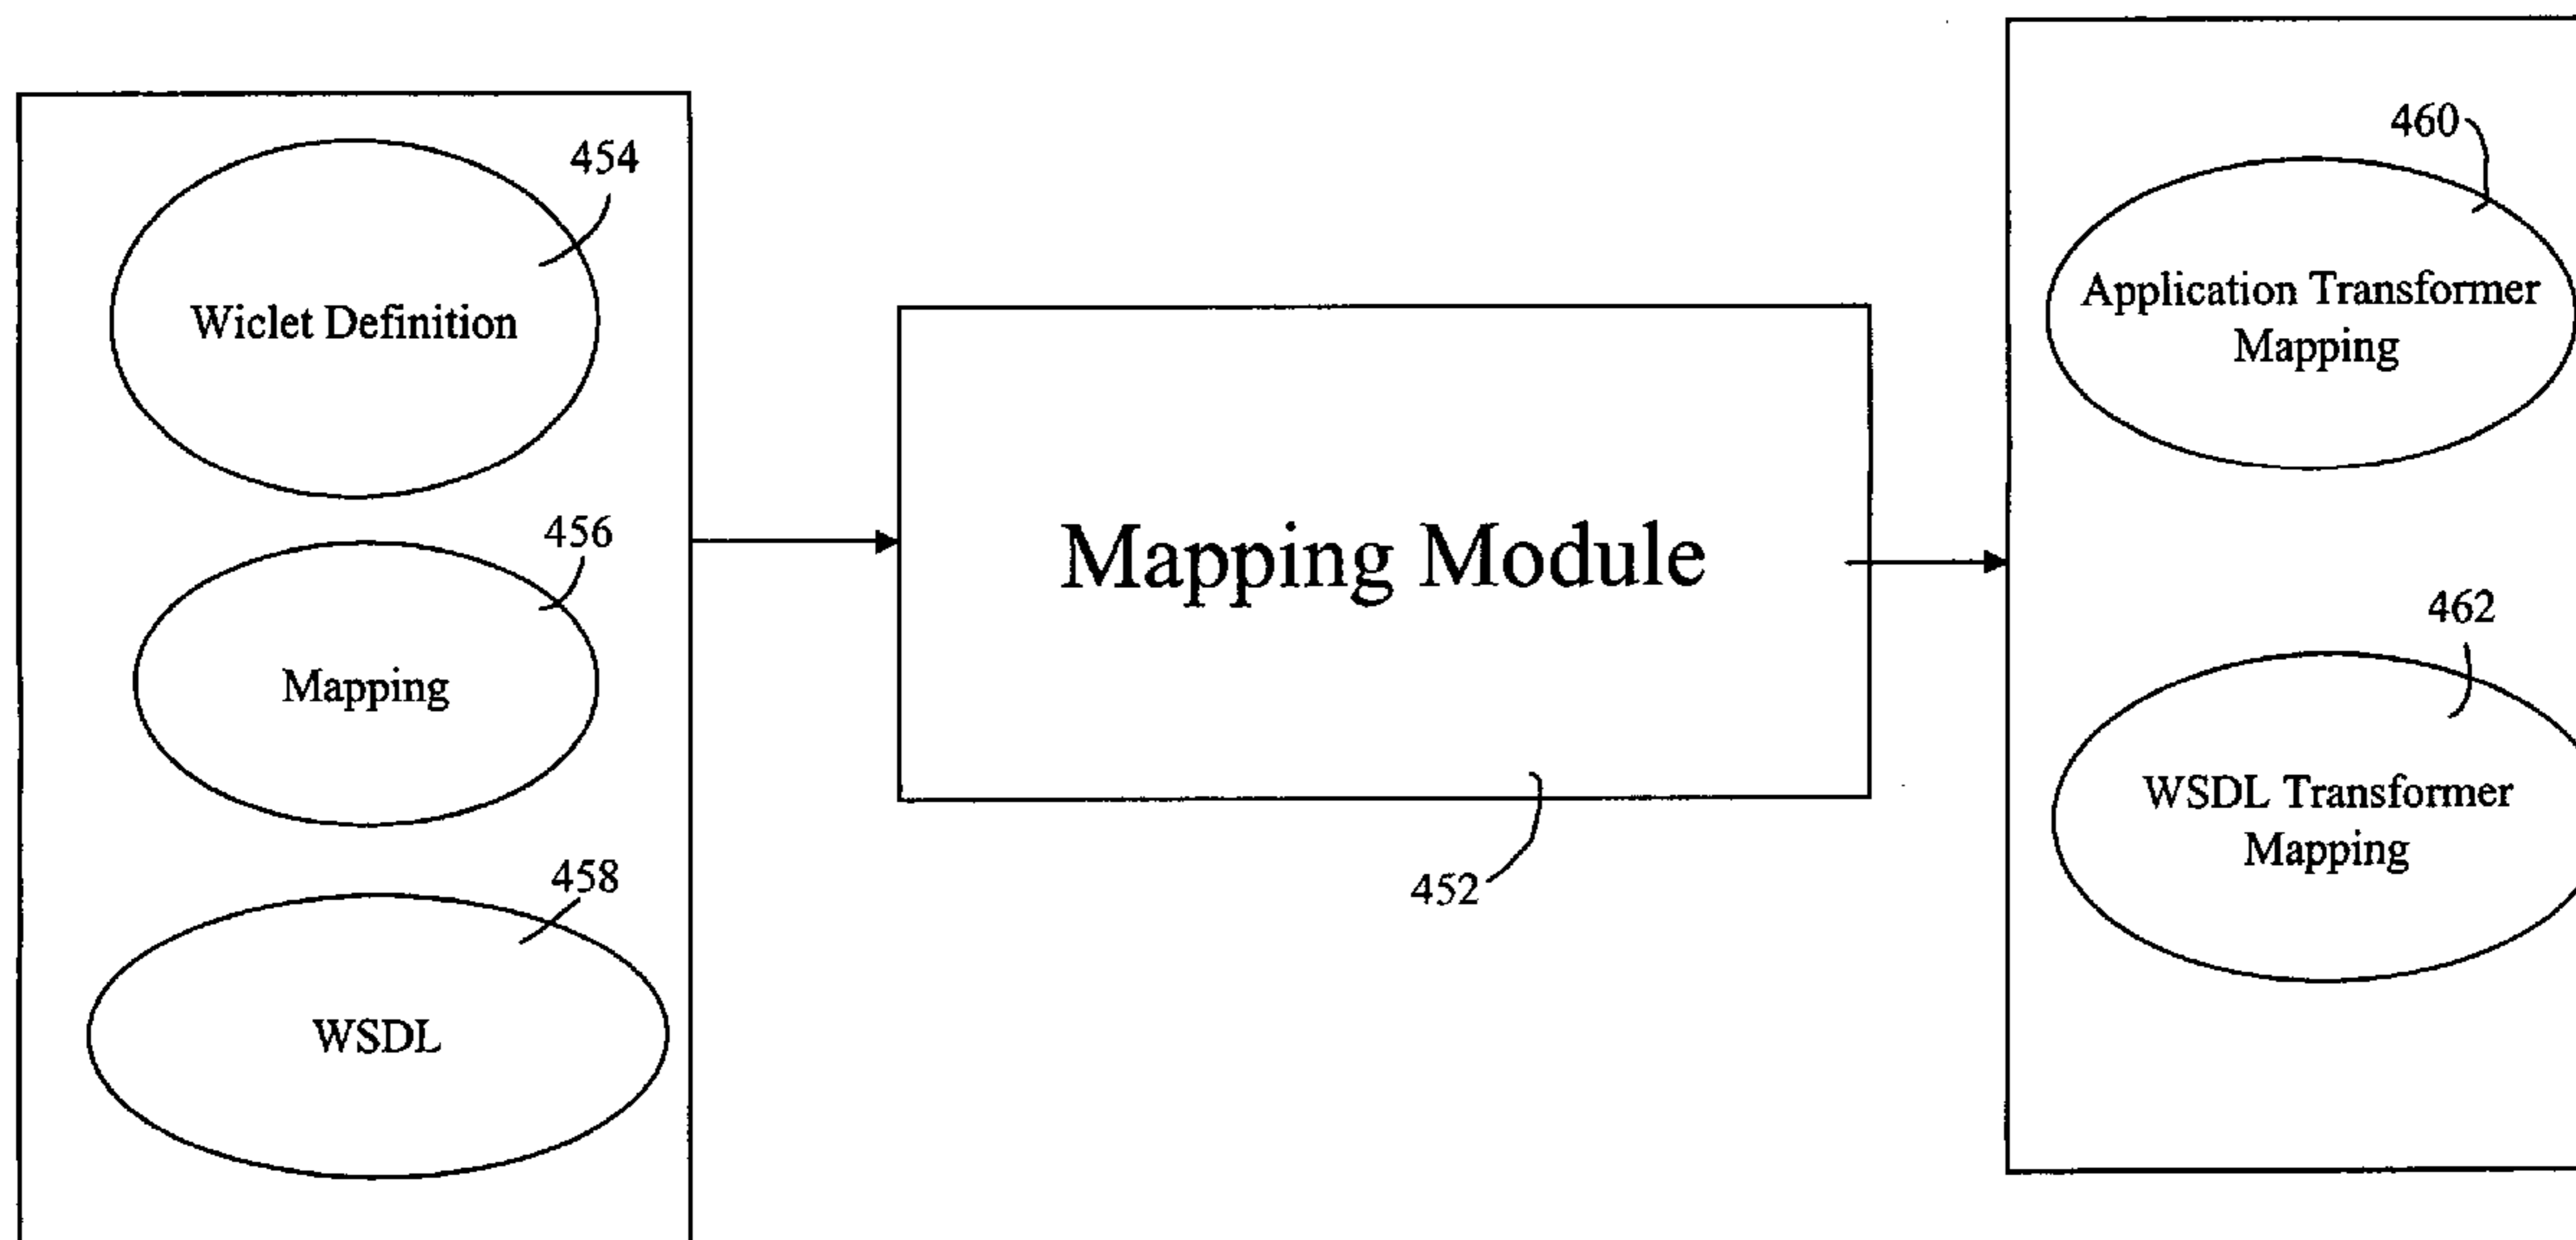 454
Wiclet Definition
456
Mapping
458
WSDL
Mapping Module
452
460
Application Transformer
Mapping
462
WSDL Transformer
Mapping